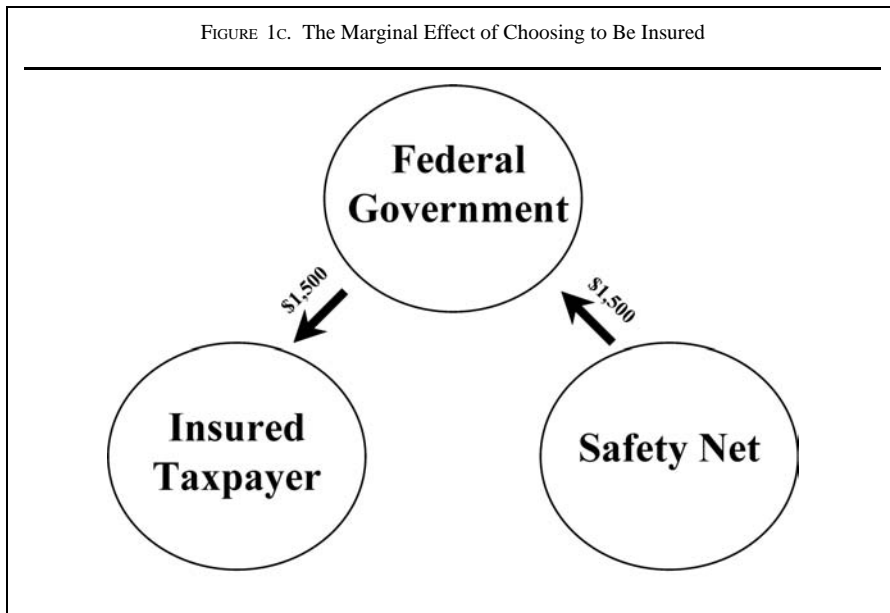 FIGURE 1C. The Marginal Effect of Choosing to Be Insured
Federal
Government
$1,500
$1,500
Insured
Taxpayer
Safety Net